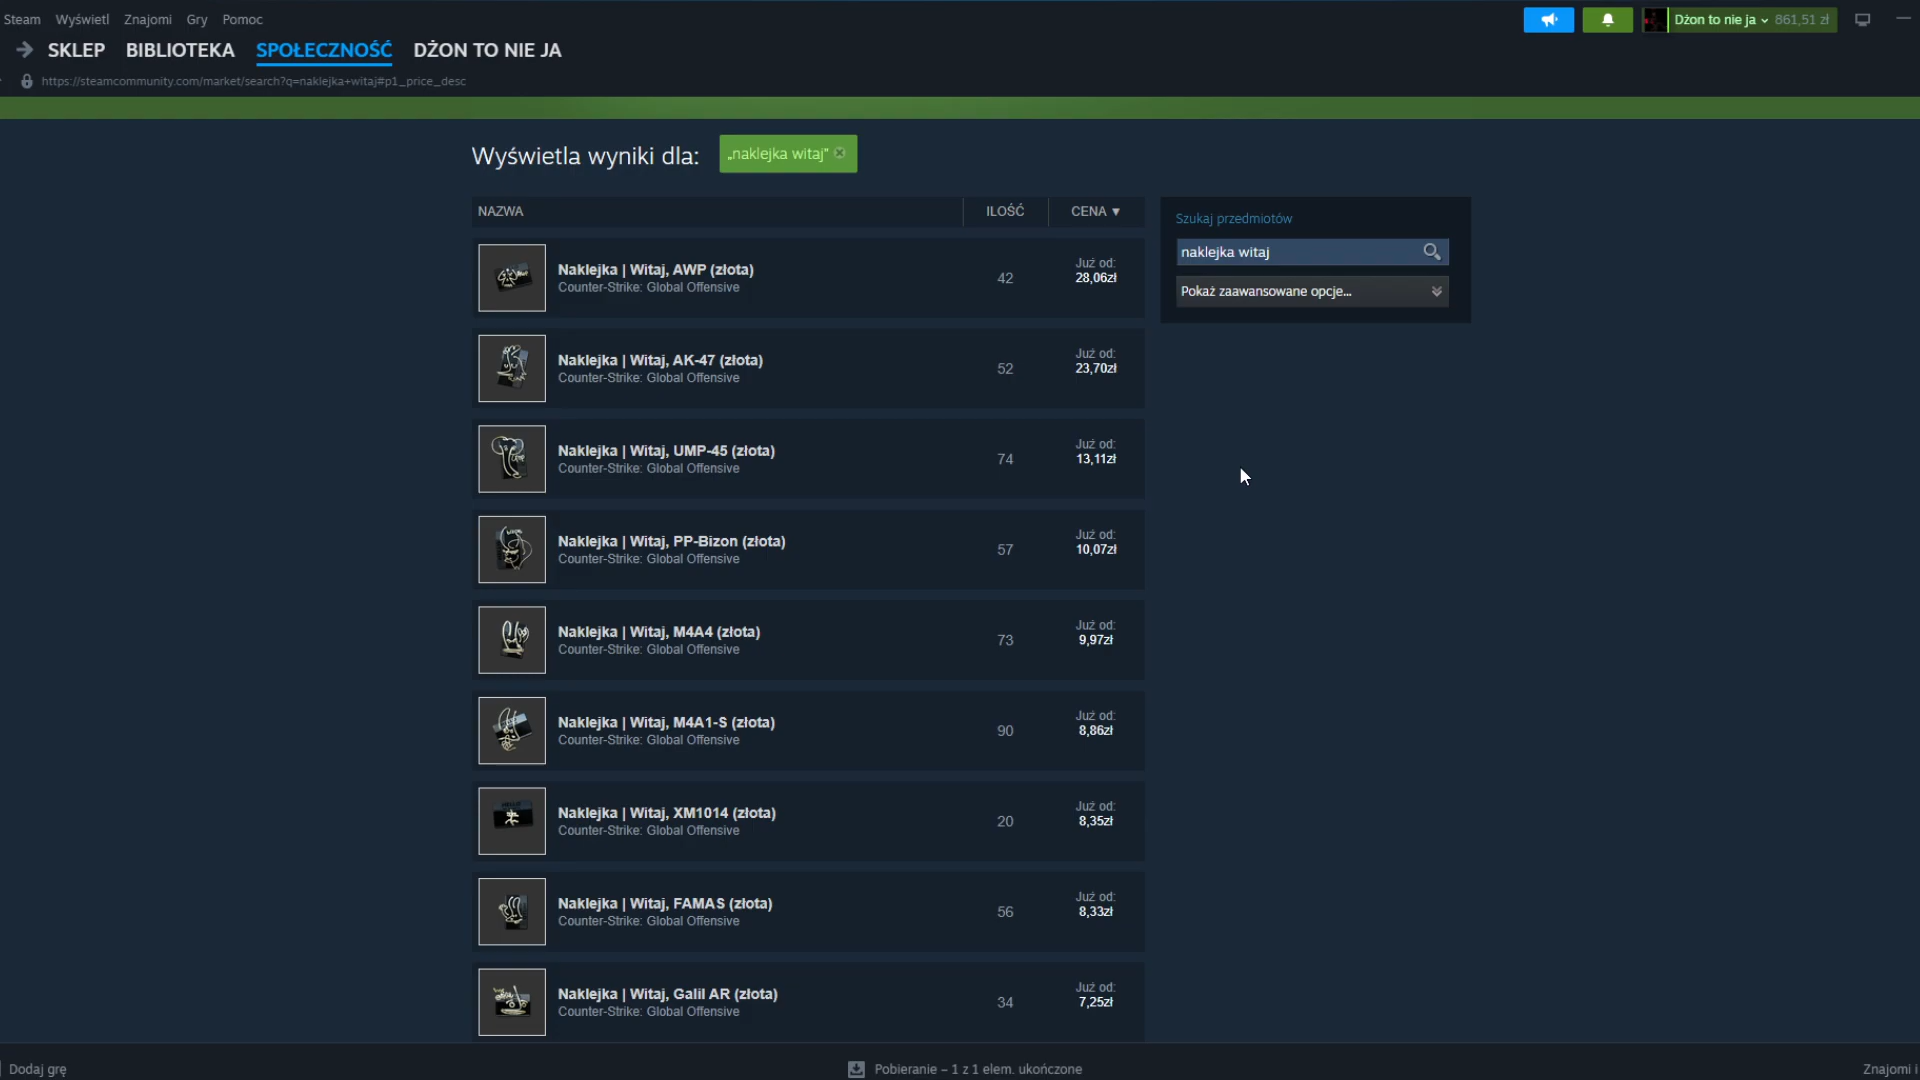 Steam Wyświetl Znajomi Gry Pomoc
Dżon to nie ja 861,51 zł
SKLEP BIBLIOTEKA SPOŁECZNOŚĆ DŻON TO NIE JA
https://steamcommunity.com/market/search?q=naklejka+witaj#p1_price_desc
Wyświetla wyniki dla: „naklejka witaj”
NAZWA ILOŚĆ CENA ▼
Szukaj przedmiotów
naklejka witaj
Pokaż zaawansowane opcje...
Naklejka | Witaj, AWP (złota)
Counter-Strike: Global Offensive
42
Już od:
28,06zł
Naklejka | Witaj, AK-47 (złota)
Counter-Strike: Global Offensive
52
Już od:
23,70zł
Naklejka | Witaj, UMP-45 (złota)
Counter-Strike: Global Offensive
74
Już od:
13,11zł
Naklejka | Witaj, PP-Bizon (złota)
Counter-Strike: Global Offensive
57
Już od:
10,07zł
Naklejka | Witaj, M4A4 (złota)
Counter-Strike: Global Offensive
73
Już od:
9,97zł
Naklejka | Witaj, M4A1-S (złota)
Counter-Strike: Global Offensive
90
Już od:
8,86zł
Naklejka | Witaj, XM1014 (złota)
Counter-Strike: Global Offensive
20
Już od:
8,35zł
Naklejka | Witaj, FAMAS (złota)
Counter-Strike: Global Offensive
56
Już od:
8,33zł
Naklejka | Witaj, Galil AR (złota)
Counter-Strike: Global Offensive
34
Już od:
7,25zł
Dodaj grę
Pobieranie – 1 z 1 elem. ukończone
Znajomi i